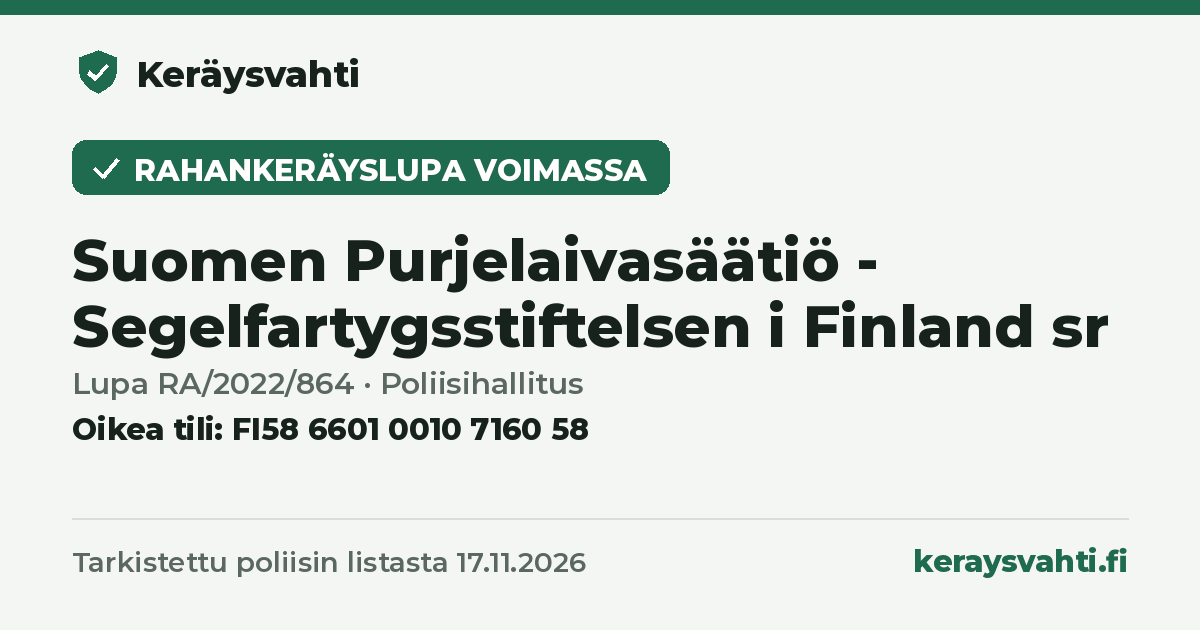 Keräysvahti
RAHANKERÄYSLUPA VOIMASSA
Suomen Purjelaivasäätiö -
Segelfartygsstiftelsen i Finland sr
Lupa RA/2022/864 · Poliisihallitus
Oikea tili: FI58 6601 0010 7160 58
Tarkistettu poliisin listasta 17.11.2026
keraysvahti.fi